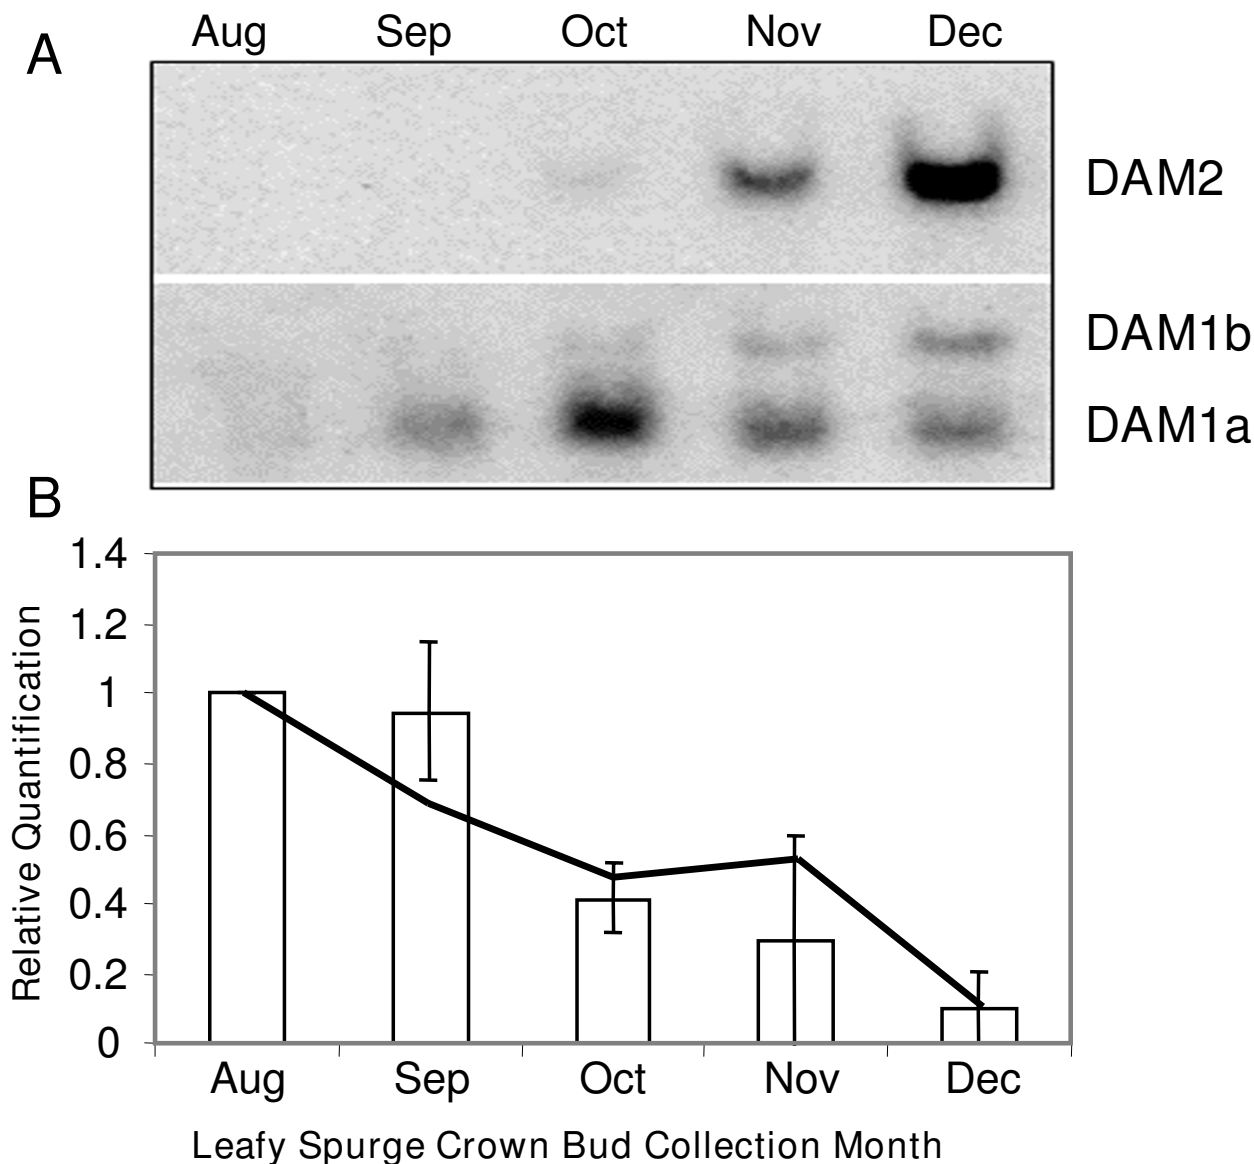 A
Aug Sep Oct Nov Dec
DAM2
DAM1b
DAM1a
B
Relative Quantification
1.4
1.2
1
0.8
0.6
0.4
0.2
0
Aug Sep Oct Nov Dec
Leafy Spurge Crown Bud Collection Month